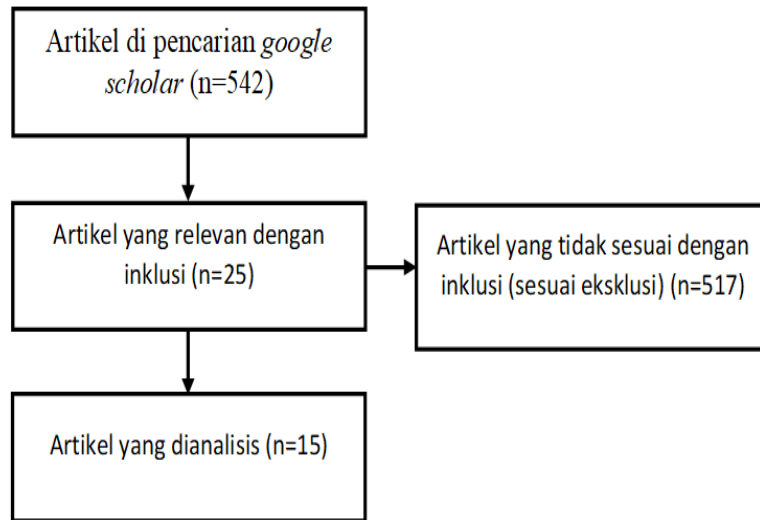 Artikel di pencarian google
scholar (n=542)
Artikel yang relevan dengan
inklusi (n=25)
Artikel yang tidak sesuai dengan
inklusi (sesuai eksklusi) (n=517)
Artikel yang dianalisis (n=15)